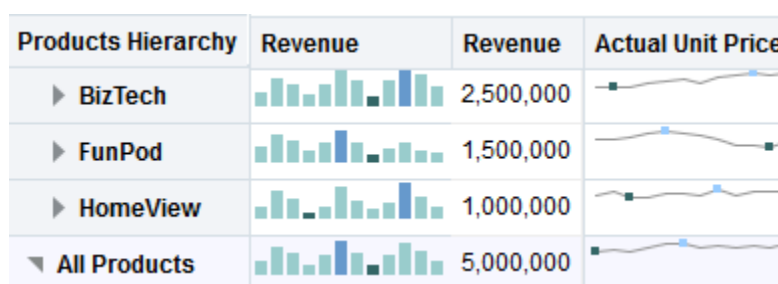 Products Hierarchy Revenue Revenue Actual Unit Price
BizTech 2,500,000
FunPod 1,500,000
HomeView 1,000,000
All Products 5,000,000